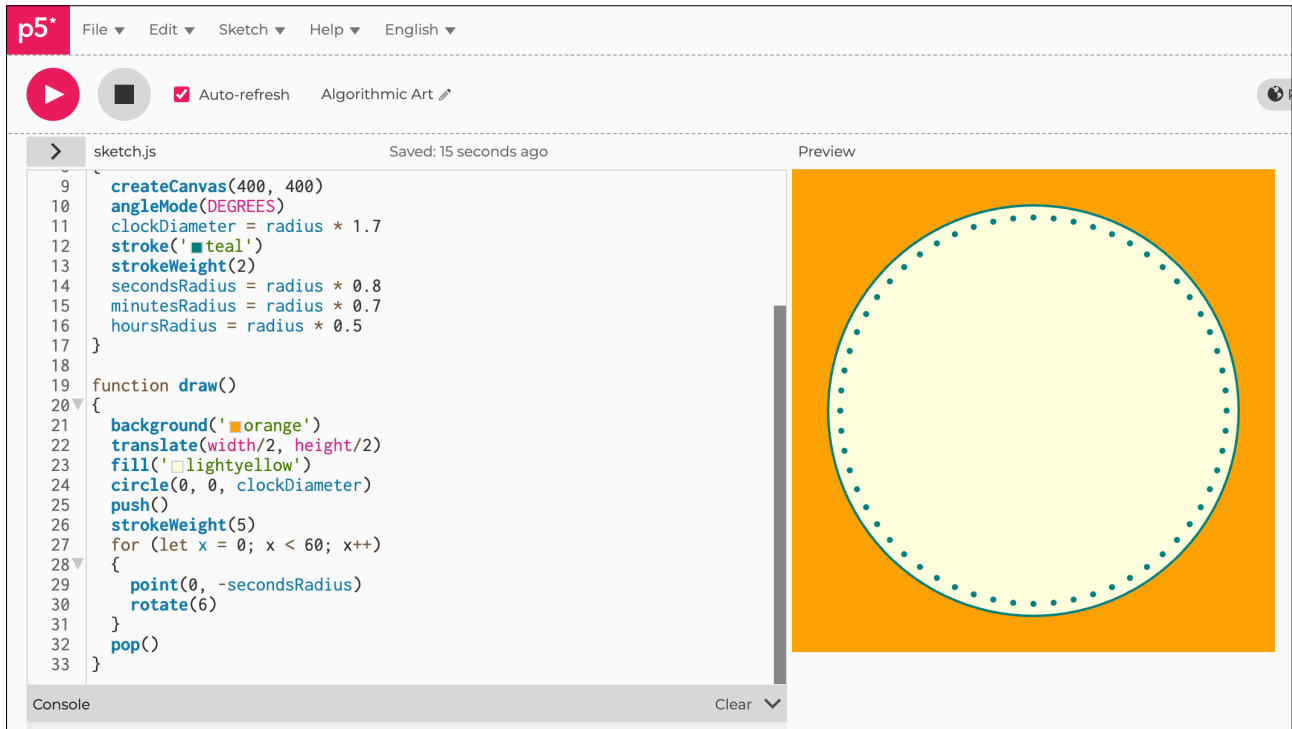 p5* File Edit Sketch Help English
Auto-refresh Algorithmic Art
sketch.js Saved: 15 seconds ago Preview
9 createCanvas(400, 400)
10 angleMode(DEGREES)
11 clockDiameter = radius * 1.7
12 stroke('teal')
13 strokeWeight(2)
14 secondsRadius = radius * 0.8
15 minutesRadius = radius * 0.7
16 hoursRadius = radius * 0.5
17 }
18
19 function draw()
20 {
21 background('orange')
22 translate(width/2, height/2)
23 fill('lightyellow')
24 circle(0, 0, clockDiameter)
25 push()
26 strokeWeight(5)
27 for (let x = 0; x < 60; x++)
28 {
29 point(0, -secondsRadius)
30 rotate(6)
31 }
32 pop()
33 }
Console Clear